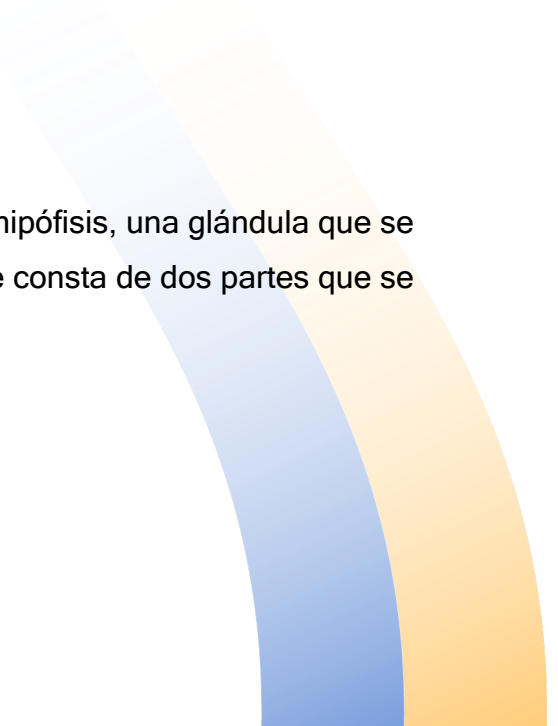 hipófisis, una glándula que se
consta de dos partes que se